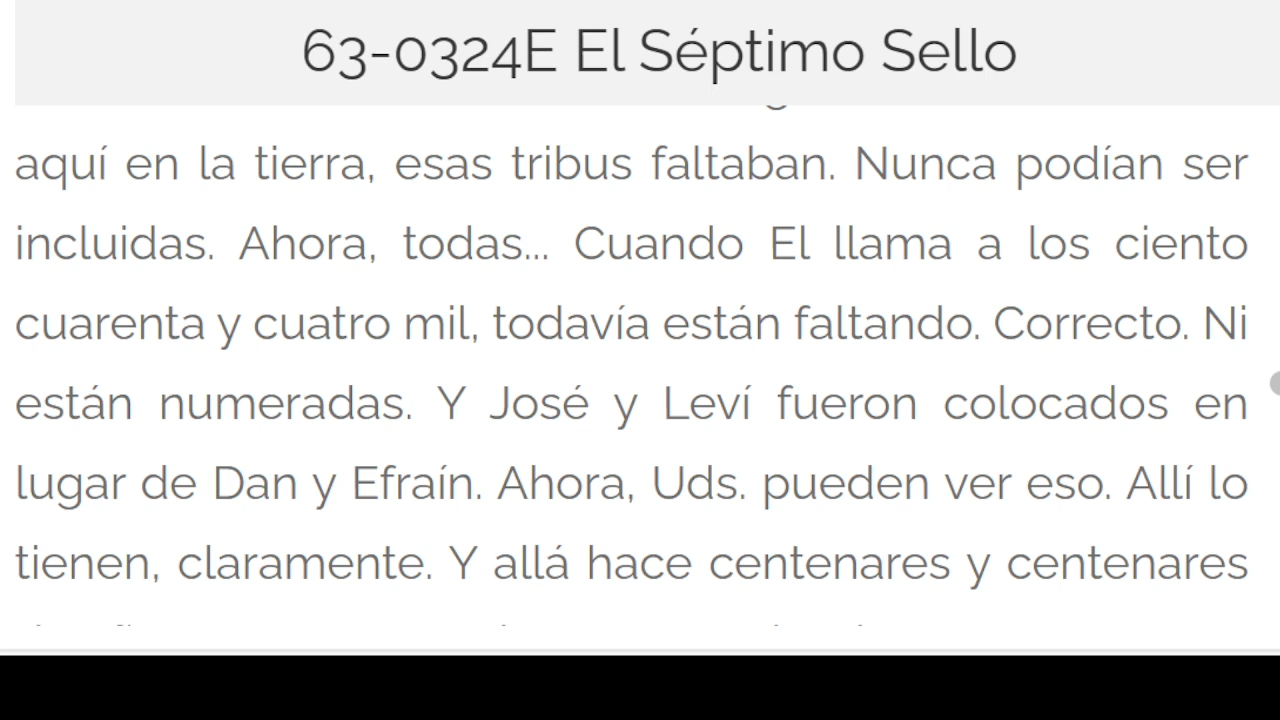 63-0324E El Séptimo Sello
aquí en la tierra, esas tribus faltaban. Nunca podían ser
incluidas. Ahora, todas... Cuando El llama a los ciento
cuarenta y cuatro mil, todavía están faltando. Correcto. Ni
están numeradas. Y José y Leví fueron colocados en
lugar de Dan y Efraín. Ahora, Uds. pueden ver eso. Allí lo
tienen, claramente. Y allá hace centenares y centenares